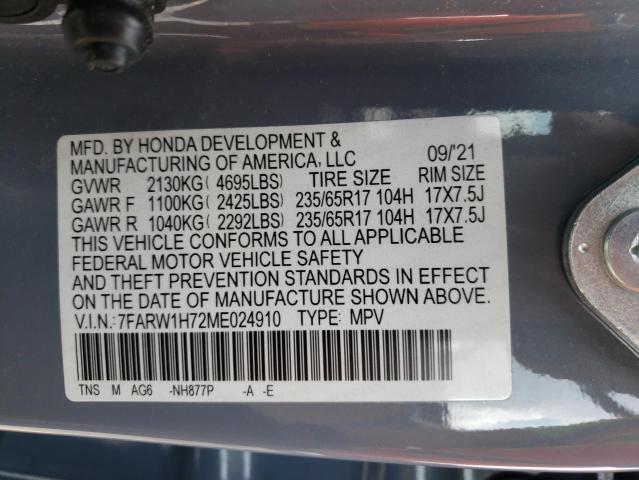 MFD. BY HONDA DEVELOPMENT &
MANUFACTURING OF AMERICA, LLC 09/'21
GVWR 2130KG( 4695LBS) TIRE SIZE RIM SIZE
GAWR F 1100KG( 2425LBS) 235/65R17 104H 17X7.5J
GAWR R 1040KG( 2292LBS) 235/65R17 104H 17X7.5J
THIS VEHICLE CONFORMS TO ALL APPLICABLE
FEDERAL MOTOR VEHICLE SAFETY
AND THEFT PREVENTION STANDARDS IN EFFECT
ON THE DATE OF MANUFACTURE SHOWN ABOVE.
V.I.N.:7FARW1H72ME024910 TYPE: MPV
TNS M AG6 -NH877P -A -E